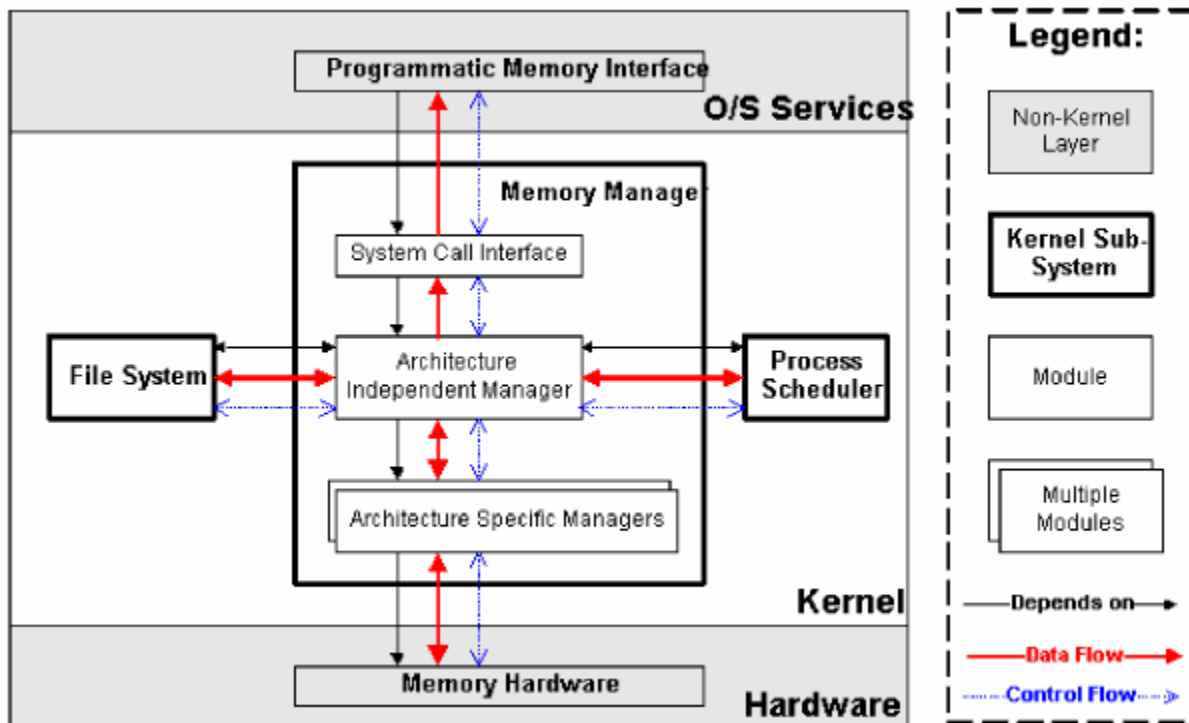 Programmatic Memory Interface
O/S Services
Memory Manage
System Call Interface
File System
Architecture
Independent Manager
Process
Scheduler
Architecture Specific Managers
Kernel
Memory Hardware
Hardware
Legend:
Non-Kernel
Layer
Kernel Sub-
System
Module
Multiple
Modules
Depends on
Data Flow
Control Flow